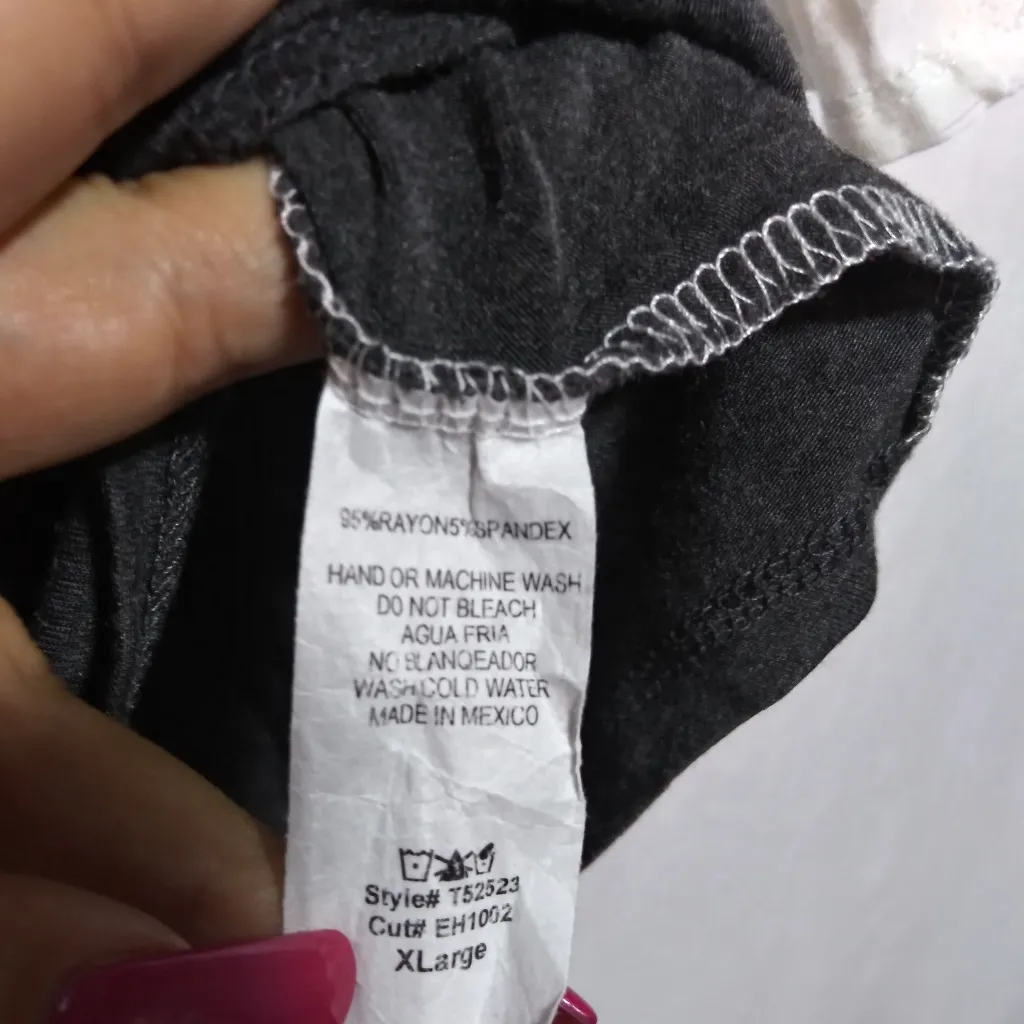 95%RAYON5%SPANDEX
HAND OR MACHINE WASH
DO NOT BLEACH
AGUA FRIA
NO BLANQEADOR
WASH COLD WATER
MADE IN MEXICO
Style# T52523
Cut# EH1002
XLarge